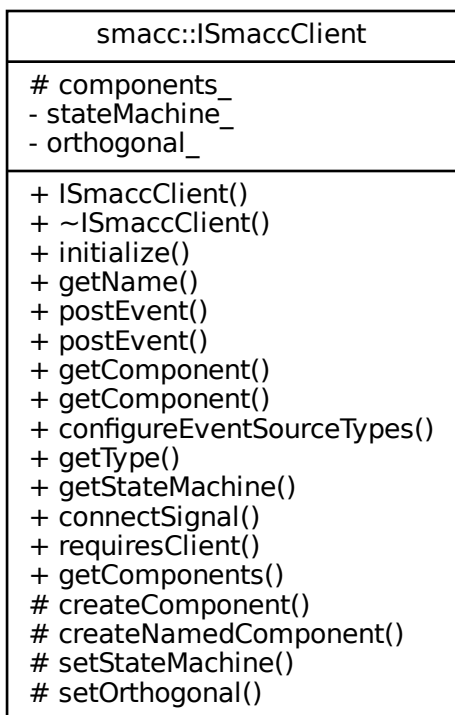 smacc::ISmaccClient
# components_
- stateMachine_
- orthogonal_
+ ISmaccClient()
+ ~ISmaccClient()
+ initialize()
+ getName()
+ postEvent()
+ postEvent()
+ getComponent()
+ getComponent()
+ configureEventSourceTypes()
+ getType()
+ getStateMachine()
+ connectSignal()
+ requiresClient()
+ getComponents()
# createComponent()
# createNamedComponent()
# setStateMachine()
# setOrthogonal()